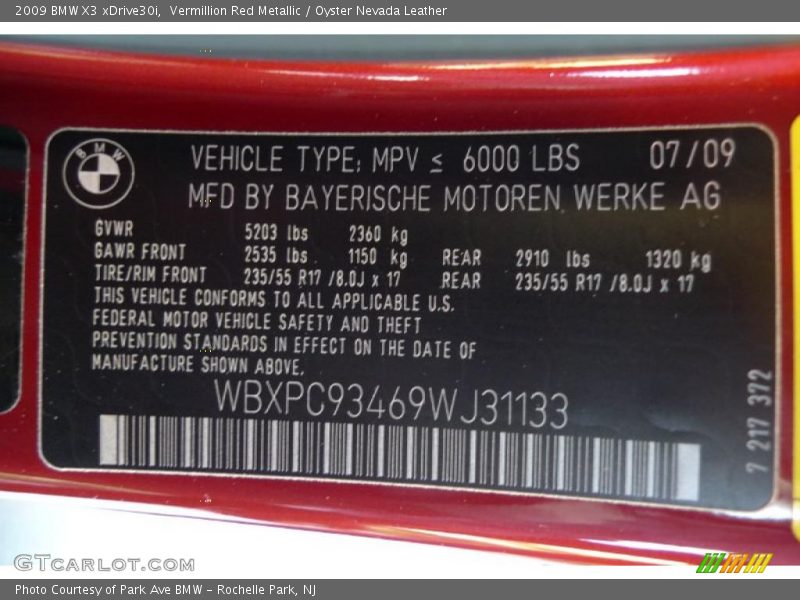 2009 BMW X3 xDrive30i,  Vermillion Red Metallic / Oyster Nevada Leather
BMW
VEHICLE TYPE: MPV ≤ 6000 LBS 07/09
MFD BY BAYERISCHE MOTOREN WERKE AG
GVWR 5203 lbs 2360 kg
GAWR FRONT 2535 lbs 1150 kg REAR 2910 lbs 1320 kg
TIRE/RIM FRONT 235/55 R17 /8.0J x 17 REAR 235/55 R17 /8.0J x 17
THIS VEHICLE CONFORMS TO ALL APPLICABLE U.S.
FEDERAL MOTOR VEHICLE SAFETY AND THEFT
PREVENTION STANDARDS IN EFFECT ON THE DATE OF
MANUFACTURE SHOWN ABOVE.
WBXPC93469WJ31133
7 217 372
GTCARLOT.COM
Photo Courtesy of Park Ave BMW - Rochelle Park, NJ